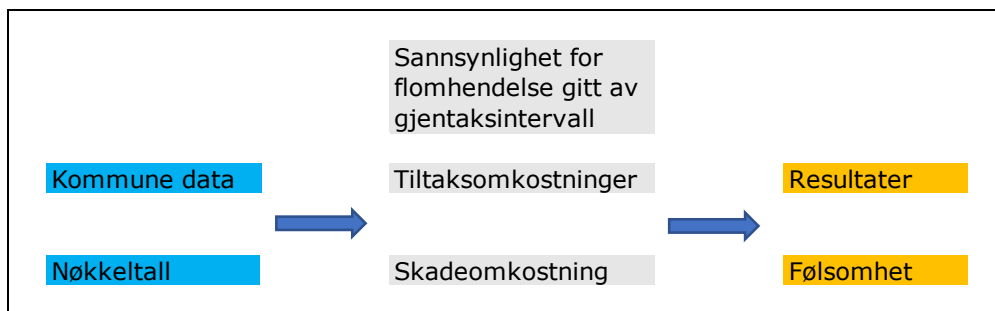 Sannsynlighet for
flomhendelse gitt av
gjentaksintervall
Kommune data
Tiltaksomkostninger
Resultater
Nøkkeltall
Skadeomkostning
Følsomhet